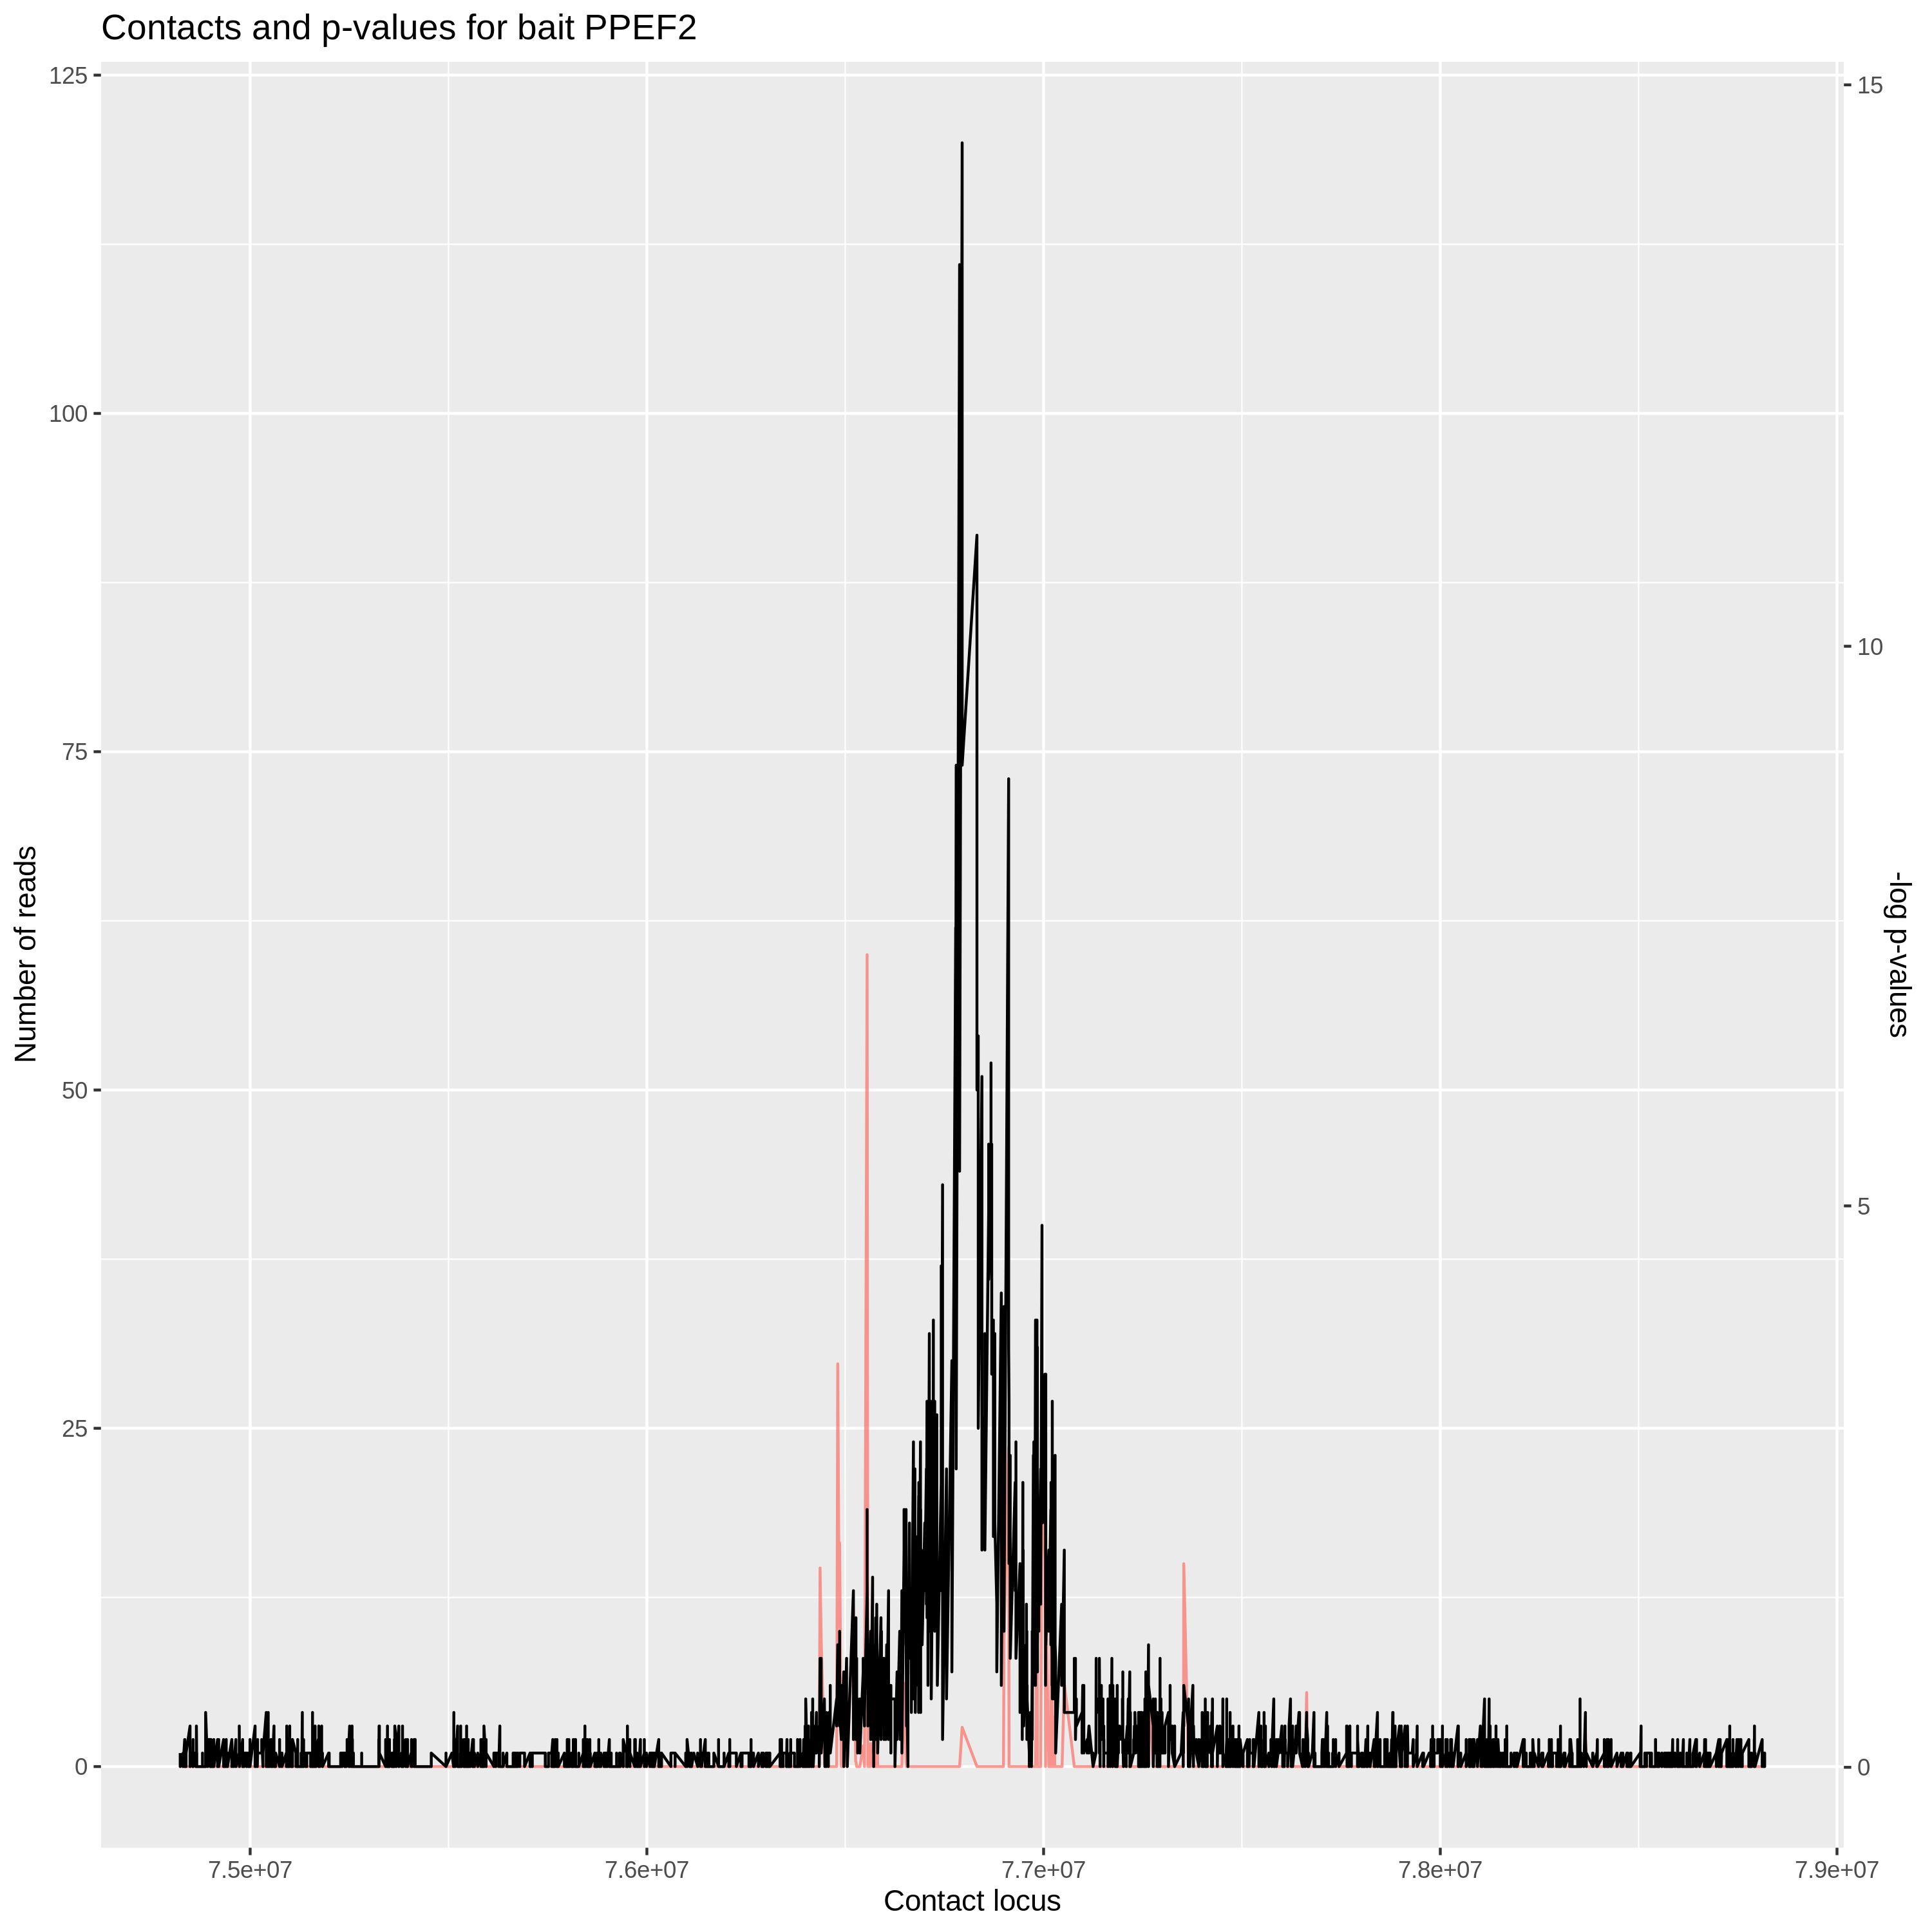 Contacts and p-values for bait PPEF2
125
100
75
50
25
0
Number of reads
15
10
5
0
-log p-values
7.5e+07
7.6e+07
7.7e+07
7.8e+07
7.9e+07
Contact locus